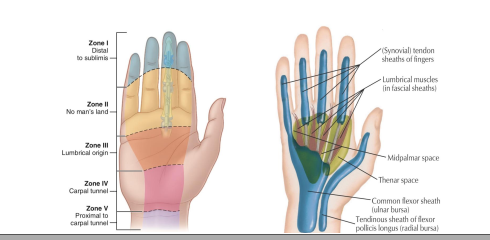 Zone I
Distal
to sublimis
Zone II
No man's land
Zone III
Lumbrical origin
Zone IV
Carpal tunnel
Zone V
Proximal to
carpal tunnel
(Synovial) tendon
sheaths of fingers
Lumbrical muscles
(in fascial sheaths)
Midpalmar space
Thenar space
Common flexor sheath
(ulnar bursa)
Tendinous sheath of flexor
pollicis longus (radial bursa)